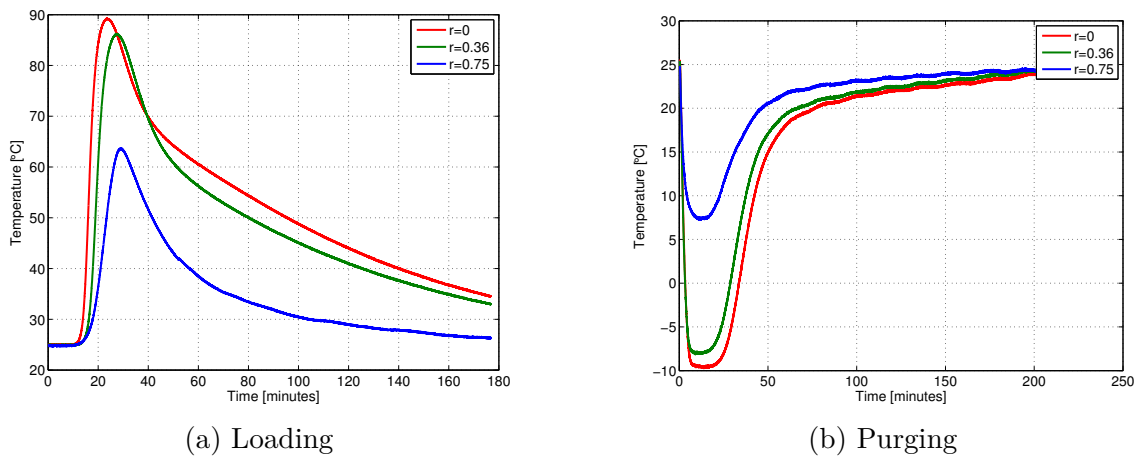 90
80
70
60
50
40
30
20
0 20 40 60 80 100 120 140 160 180
Temperature [ºC]
Time [minutes]
r=0
r=0.36
r=0.75
(a) Loading
30
25
20
15
10
5
0
−5
−10
0 50 100 150 200 250
Temperature [ºC]
Time [minutes]
r=0
r=0.36
r=0.75
(b) Purging